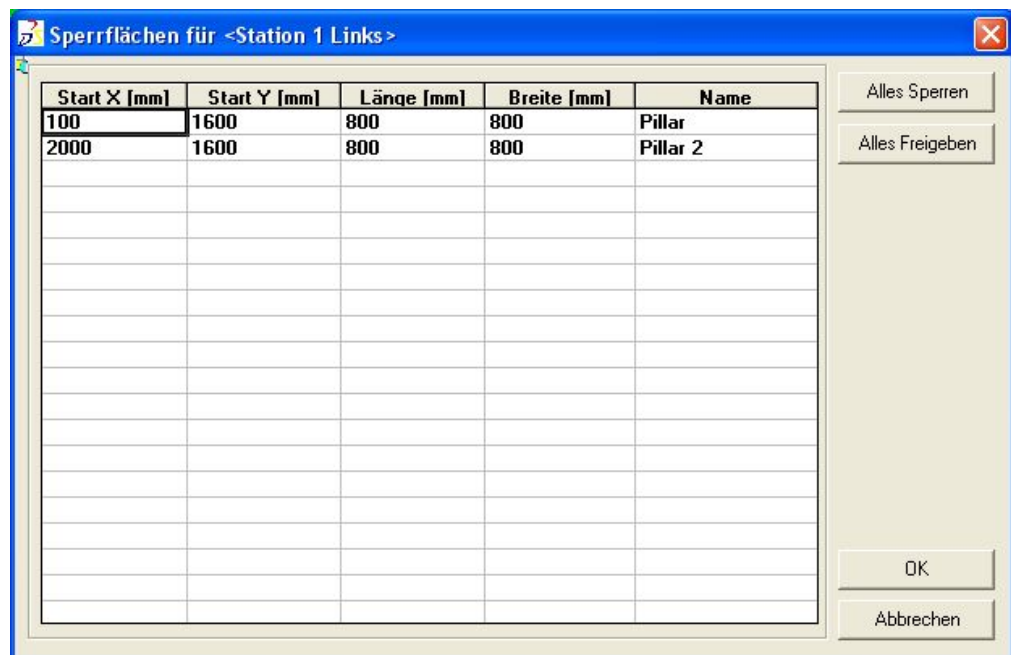 Sperrflächen für <Station 1 Links>
Start X [mm] Start Y [mm] Länge [mm] Breite [mm] Name
100 1600 800 800 Pillar
2000 1600 800 800 Pillar 2
Alles Sperren
Alles Freigeben
OK
Abbrechen